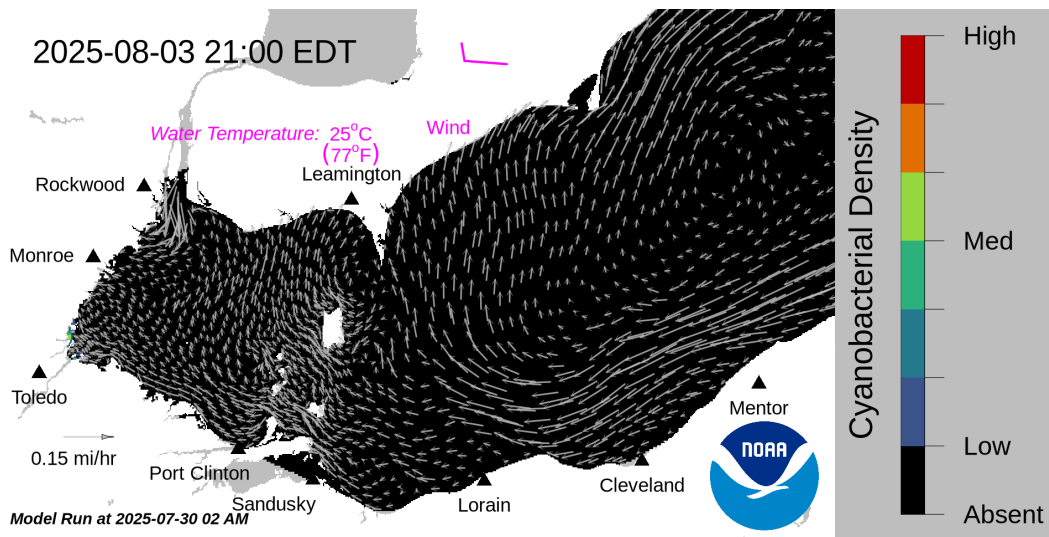 2025-08-03 21:00 EDT
Water Temperature: 25°C
(77°F)
Wind
Leamington
Rockwood
Monroe
Toledo
0.15 mi/hr
Port Clinton
Sandusky
Lorain
Cleveland
Mentor
NOAA
Model Run at 2025-07-30 02 AM
Cyanobacterial Density
High
Med
Low
Absent